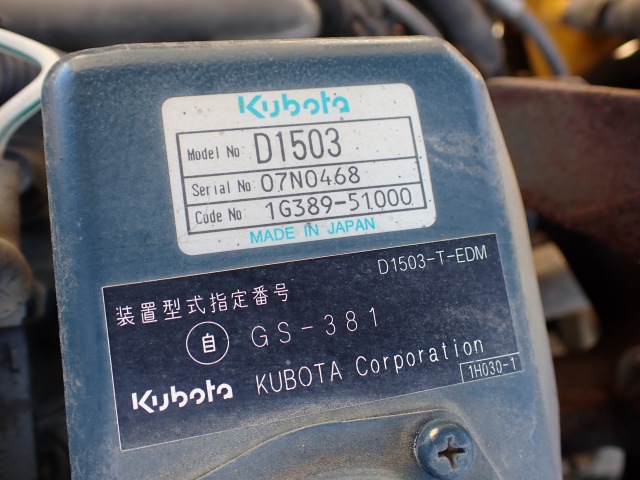 Kubota
Model No D1503
Serial No 07N0468
Code No 1G389-51000
MADE IN JAPAN
D1503-T-EDM
装置型式指定番号
自 GS-381
Kubota KUBOTA Corporation
1H030-1